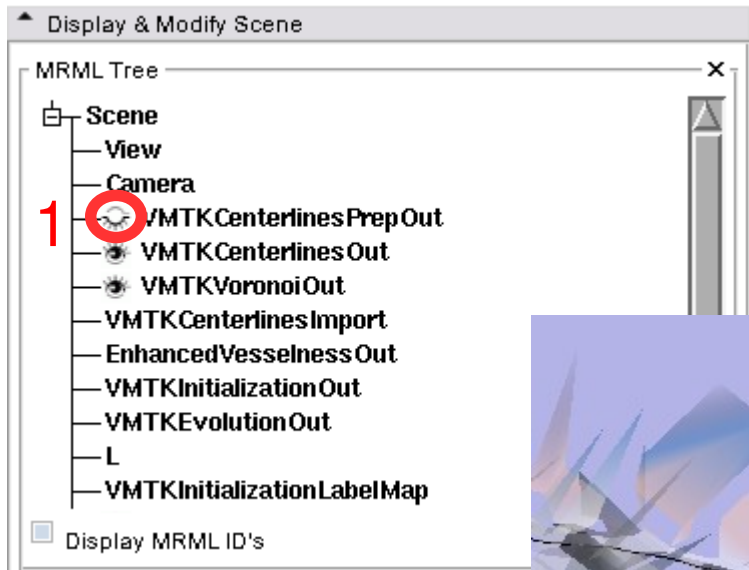 Display & Modify Scene
MRML Tree
Scene
View
Camera
1
VMTKCenterlinesPrepOut
VMTKCenterlinesOut
VMTKVoronoiOut
VMTKCenterlinesImport
EnhancedVesselnessOut
VMTKInitializationOut
VMTKEvolutionOut
L
VMTKInitializationLabelMap
Display MRML ID's